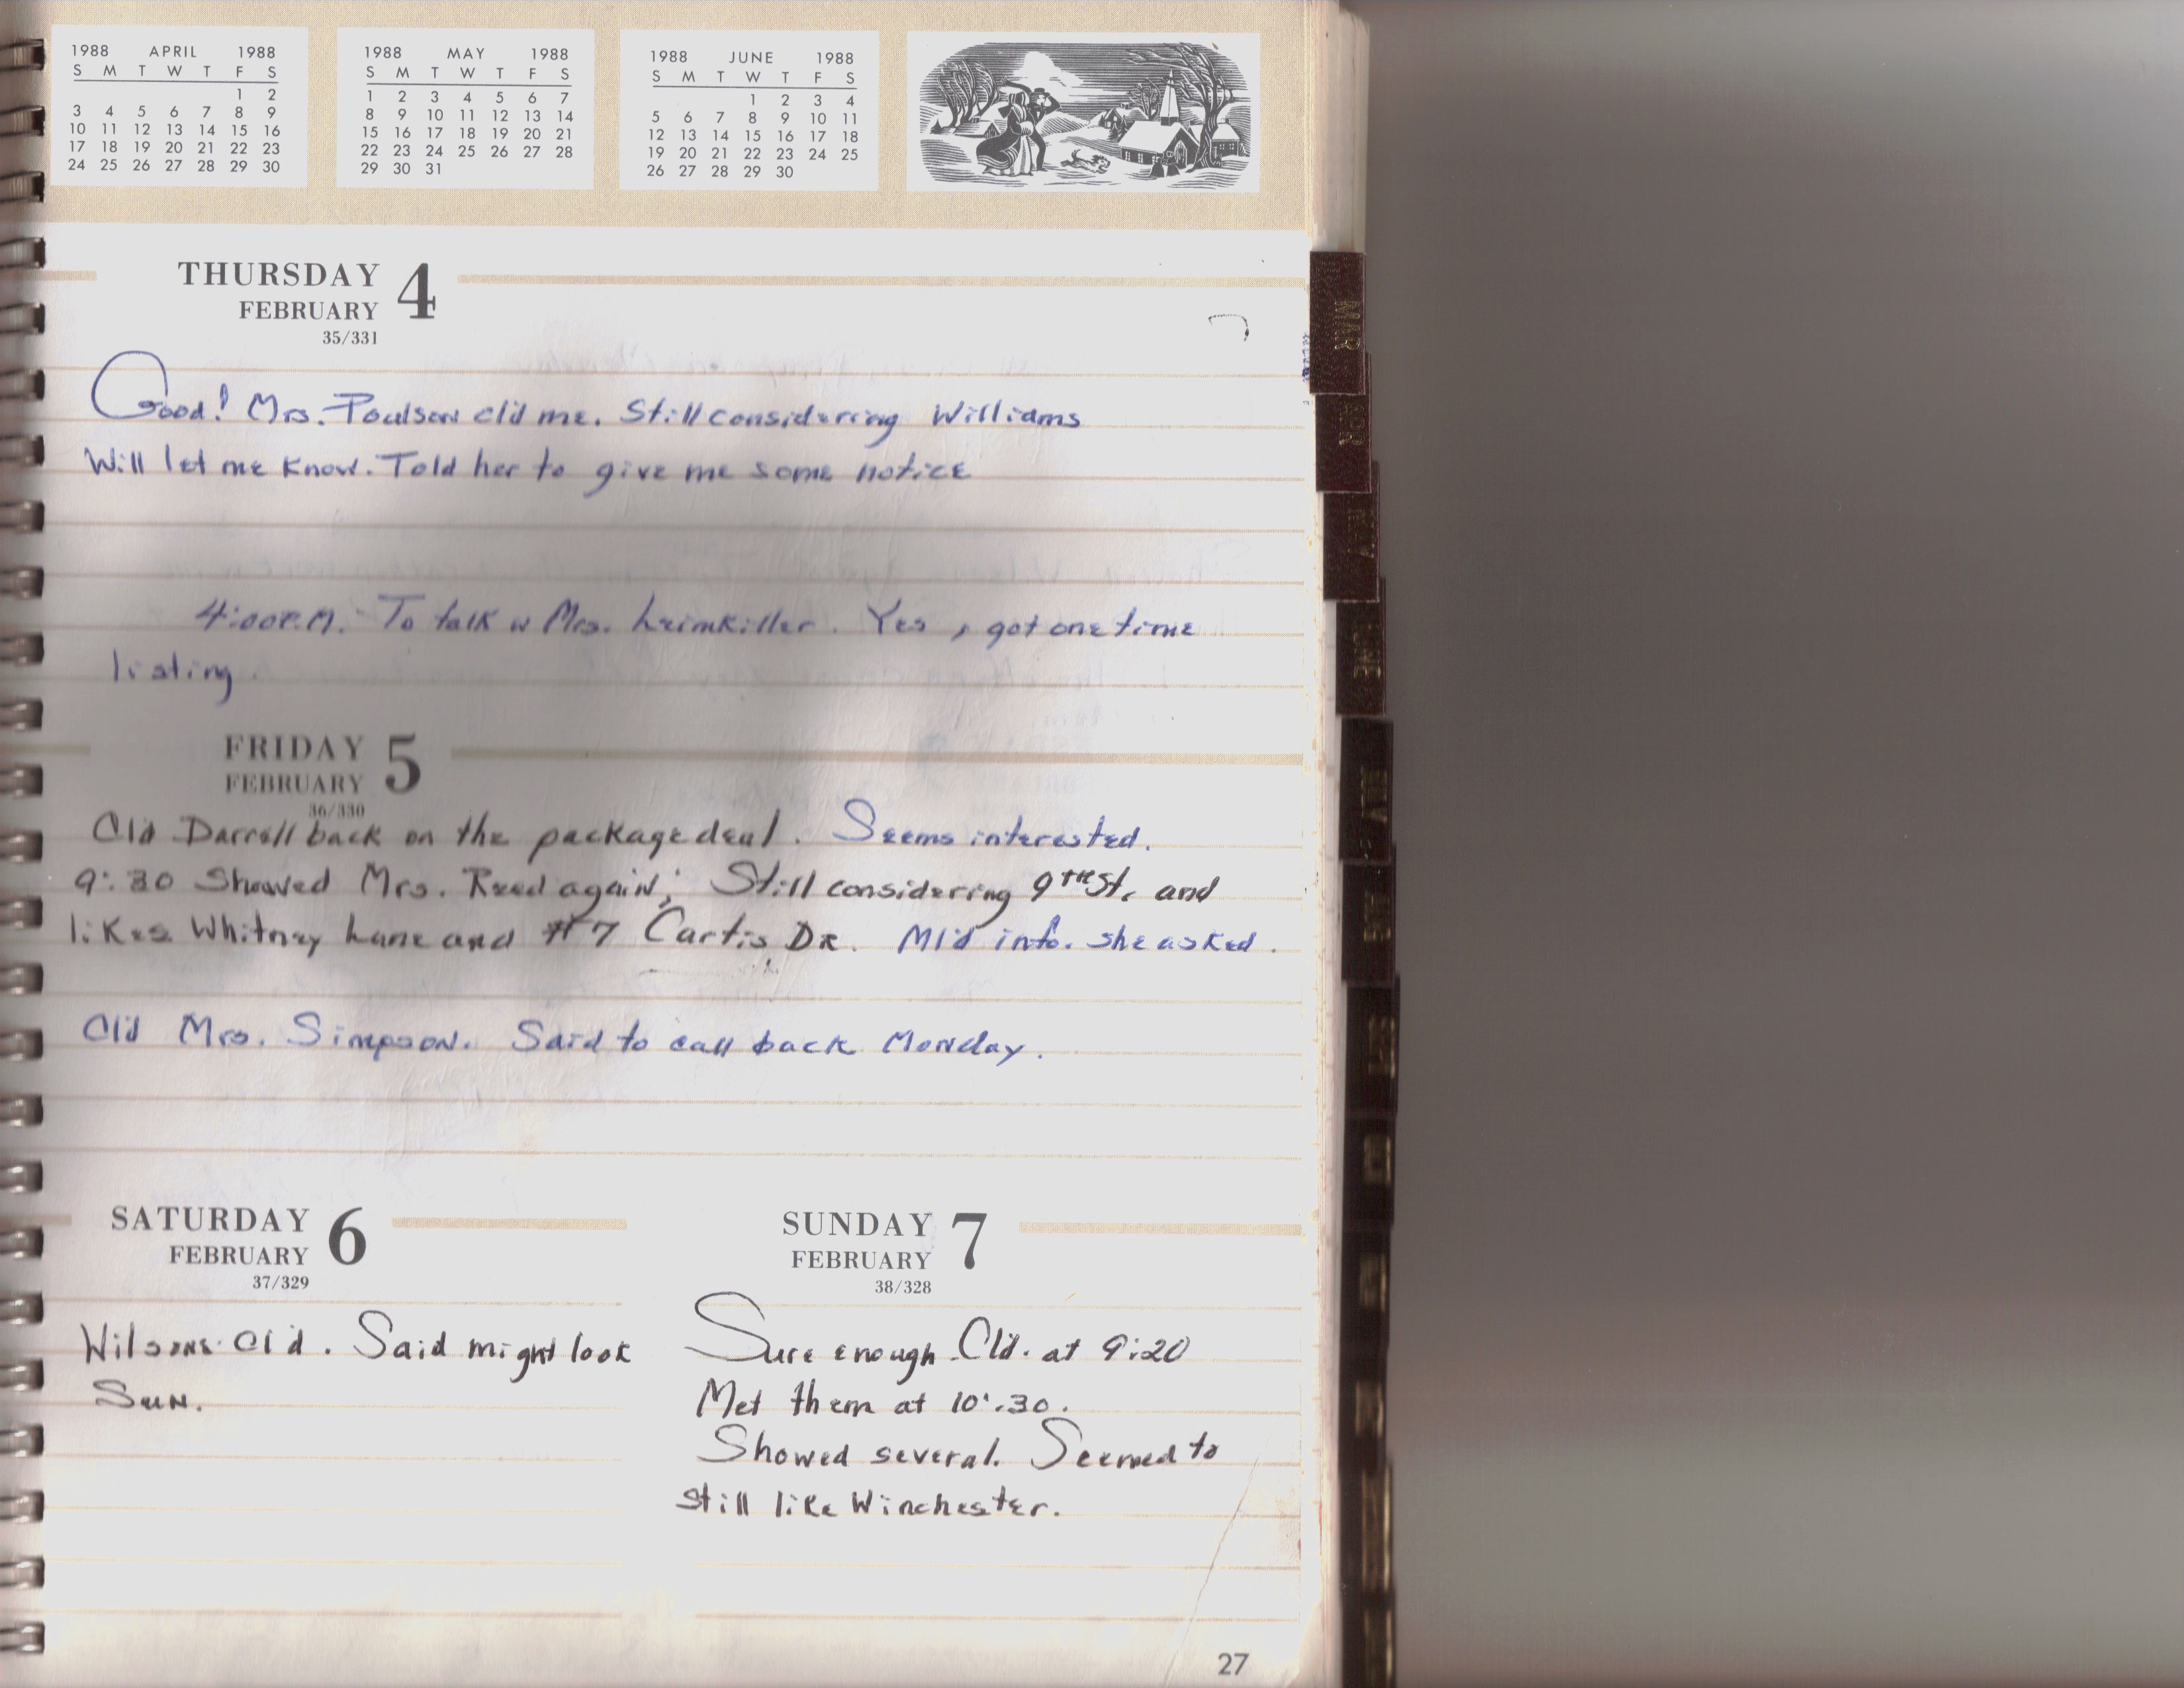 1988 APRIL 1988
S M T W T F S
1 2
3 4 5 6 7 8 9
10 11 12 13 14 15 16
17 18 19 20 21 22 23
24 25 26 27 28 29 30
1988 MAY 1988
S M T W T F S
1 2 3 4 5 6 7
8 9 10 11 12 13 14
15 16 17 18 19 20 21
22 23 24 25 26 27 28
29 30 31
1988 JUNE 1988
S M T W T F S
1 2 3 4
5 6 7 8 9 10 11
12 13 14 15 16 17 18
19 20 21 22 23 24 25
26 27 28 29 30
THURSDAY 4
FEBRUARY
35/331
Good! Mrs. Poulson cl'd me. Still considering Williams
Will let me know. Told her to give me some notice
4:00 P.M. - To talk w Mrs. Leimkiller. Yes, got one time
listing.
FRIDAY 5
FEBRUARY
36/330
Cl'd Darrell back on the package deal. Seems interested.
9:30 Showed Mrs. Reed again; Still considering 9TH St, and
likes Whitney Lane and #7 Curtis DR. Ml'd info. she asked.
Cl'd Mrs. Simpson. Said to call back Monday.
SATURDAY 6
FEBRUARY
37/329
Wilsons Cl'd. Said might look
Sun.
SUNDAY 7
FEBRUARY
38/328
Sure enough Cl'd. at 9:20
Met them at 10:30.
Showed several. Seemed to
still like Winchester.
27
MAR
APR
MAY
JUNE
JULY
AUG
SEPT